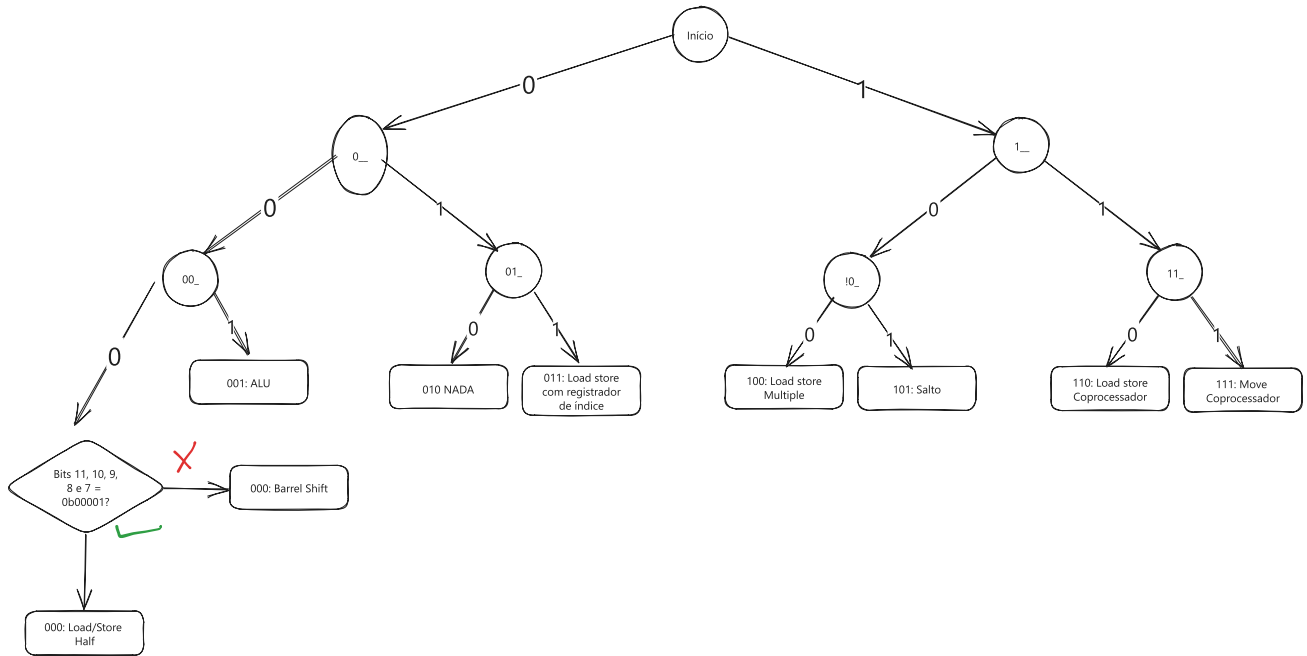 Início
0
1
0__
1__
0
1
0
1
00_
01_
!0_
11_
0
1
0
1
0
1
0
1
001: ALU
010 NADA
011: Load store
com registrador
de índice
100: Load store
Multiple
101: Salto
110: Load store
Coprocessador
111: Move
Coprocessador
Bits 11, 10, 9,
8 e 7 =
0b00001?
000: Barrel Shift
000: Load/Store
Half